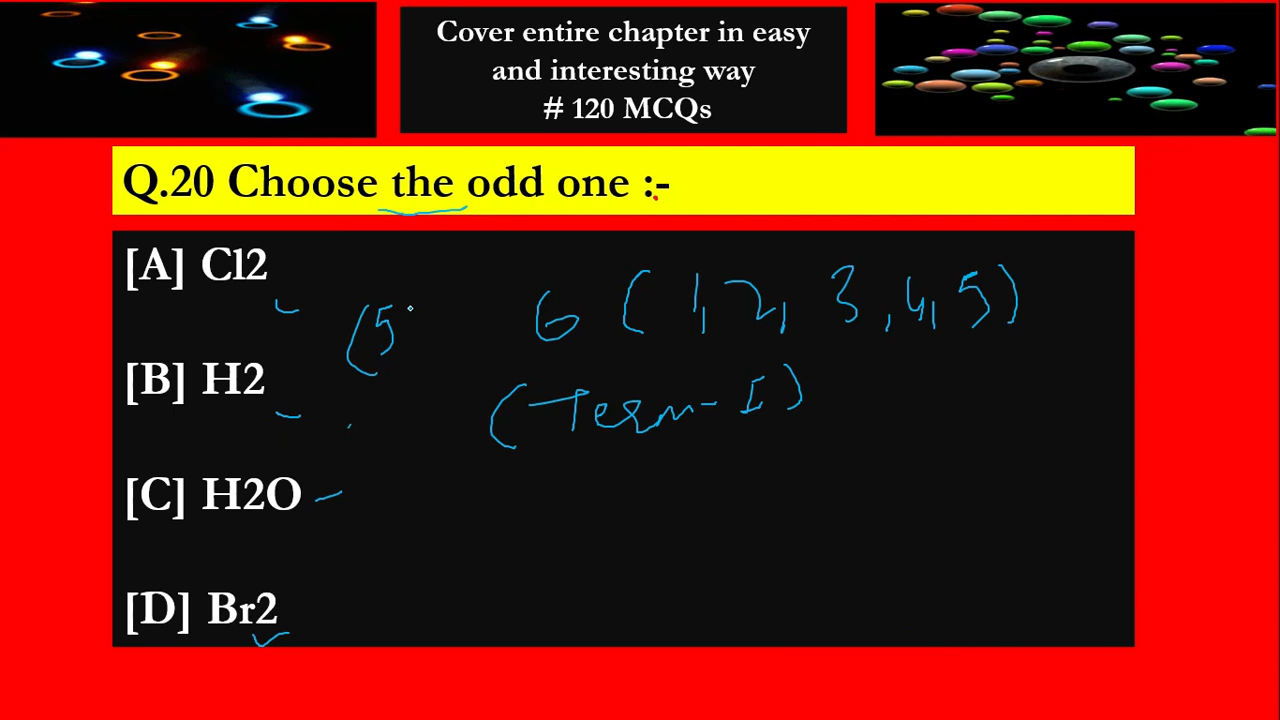 Cover entire chapter in easy
and interesting way
# 120 MCQs
Q.20 Choose the odd one :-
[A] Cl2
(5
6 (1,2,3,4,5)
[B] H2
(Term-I)
[C] H2O
[D] Br2